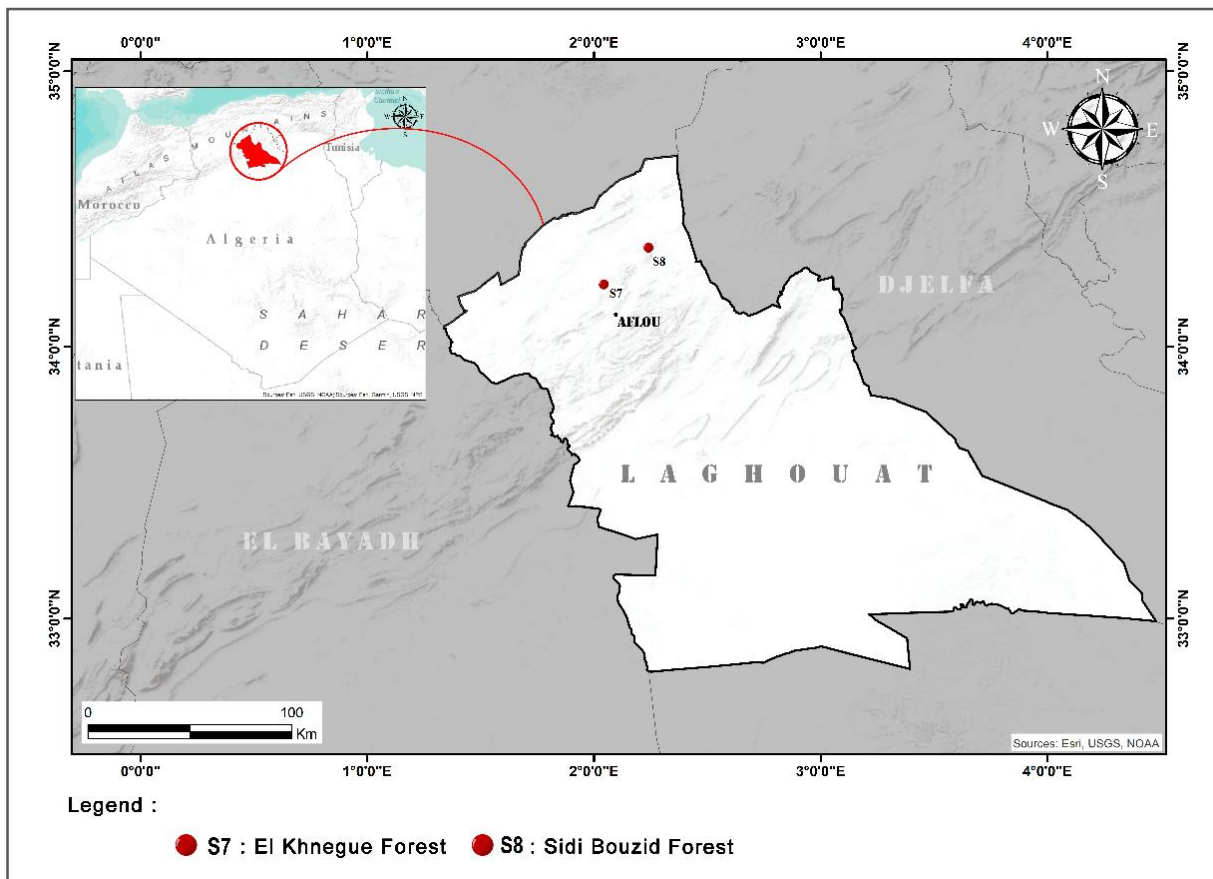 0°0'0"
1°0'0"E
2°0'0"E
3°0'0"E
4°0'0"E
35°0'0"N
34°0'0"N
33°0'0"N
35°0'0"N
34°0'0"N
33°0'0"N
N
W E
S
ATLAS MOUNTAINS
Tunisia
Morocco
Algeria
SAHAR
DESER
tania
S8
S7
AFLOU
DJELFA
LAGHOUAT
EL BAYADH
0 100
Km
Sources: Esri, USGS, NOAA
0°0'0"
1°0'0"E
2°0'0"E
3°0'0"E
4°0'0"E
Legend :
S7 : El Khnegue Forest S8 : Sidi Bouzid Forest